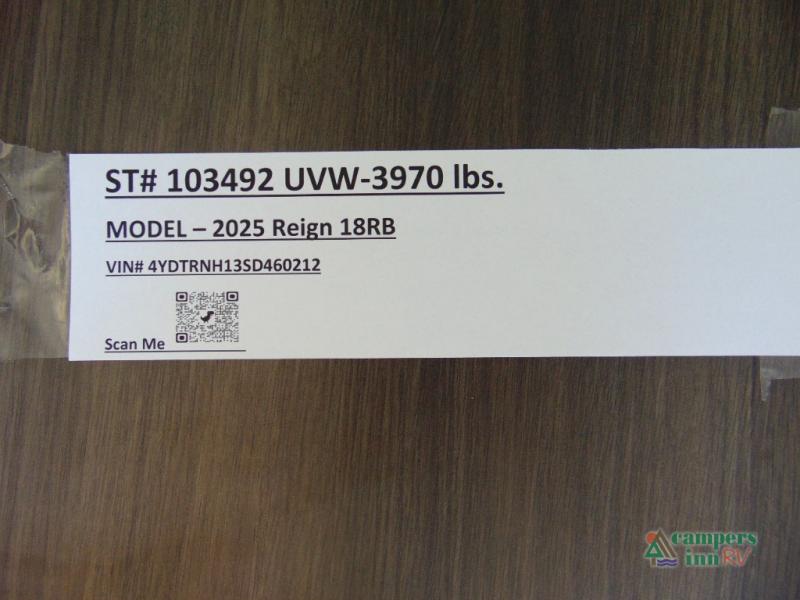 ST# 103492 UVW-3970 lbs.
MODEL – 2025 Reign 18RB
VIN# 4YDTRNH13SD460212
Scan Me
campers
inn RV